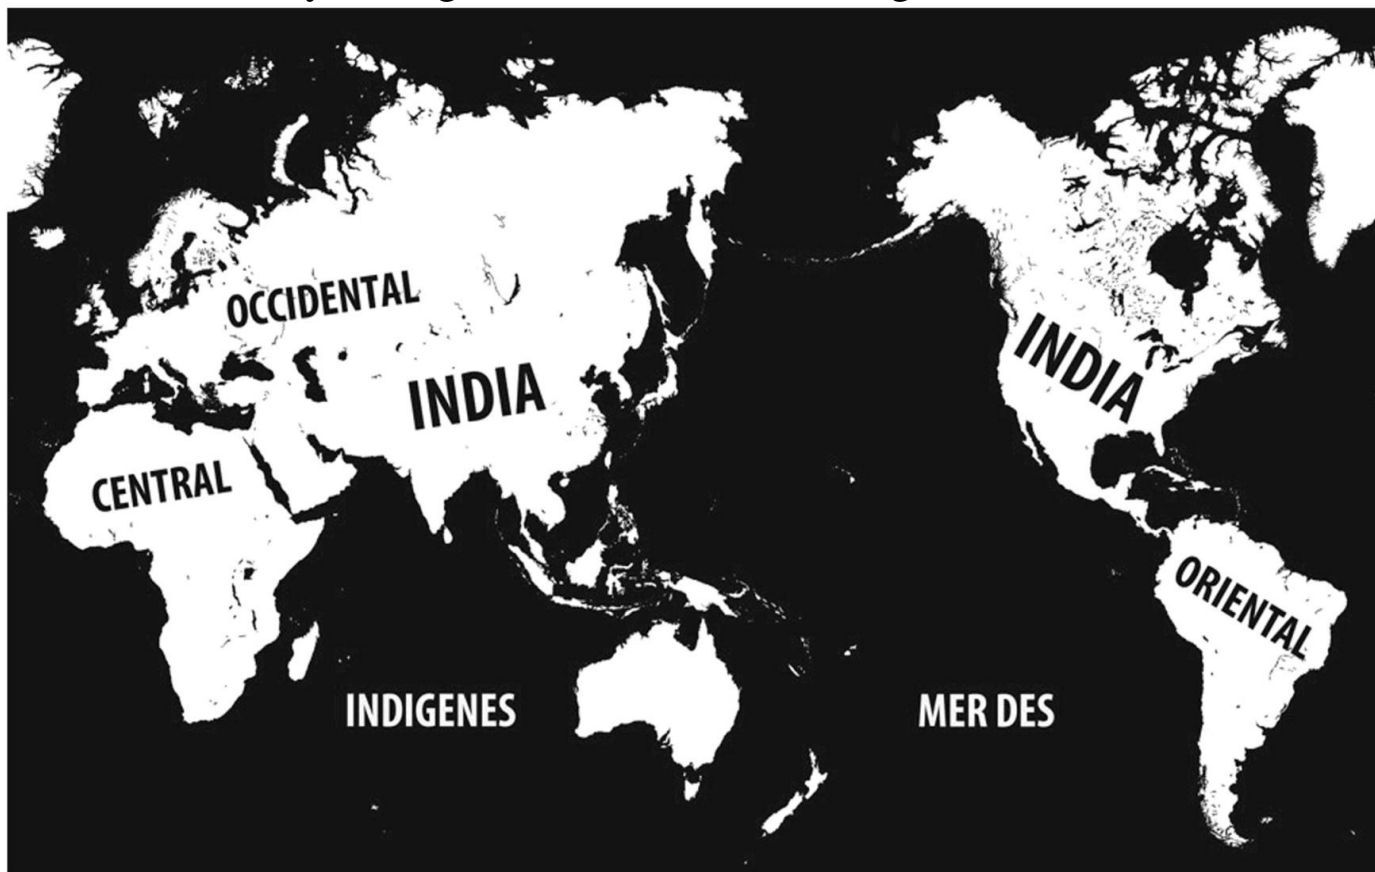 OCCIDENTAL
INDIA
INDIA
CENTRAL
ORIENTAL
INDIGENES
MER DES